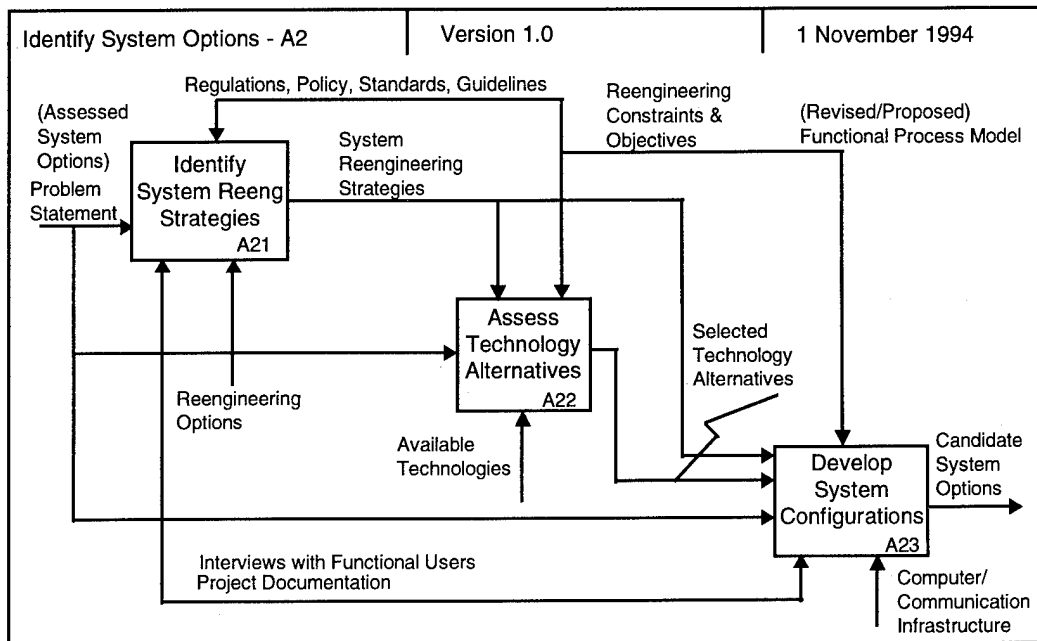 Identify System Options - A2
Version 1.0
1 November 1994
Regulations, Policy, Standards, Guidelines
Reengineering
Constraints &
Objectives
(Revised/Proposed)
Functional Process Model
(Assessed
System
Options)
Problem
Statement
Identify
System Reeng
Strategies
A21
System
Reengineering
Strategies
Reengineering
Options
Assess
Technology
Alternatives
A22
Selected
Technology
Alternatives
Available
Technologies
Develop
System
Configurations
A23
Candidate
System
Options
Interviews with Functional Users
Project Documentation
Computer/
Communication
Infrastructure